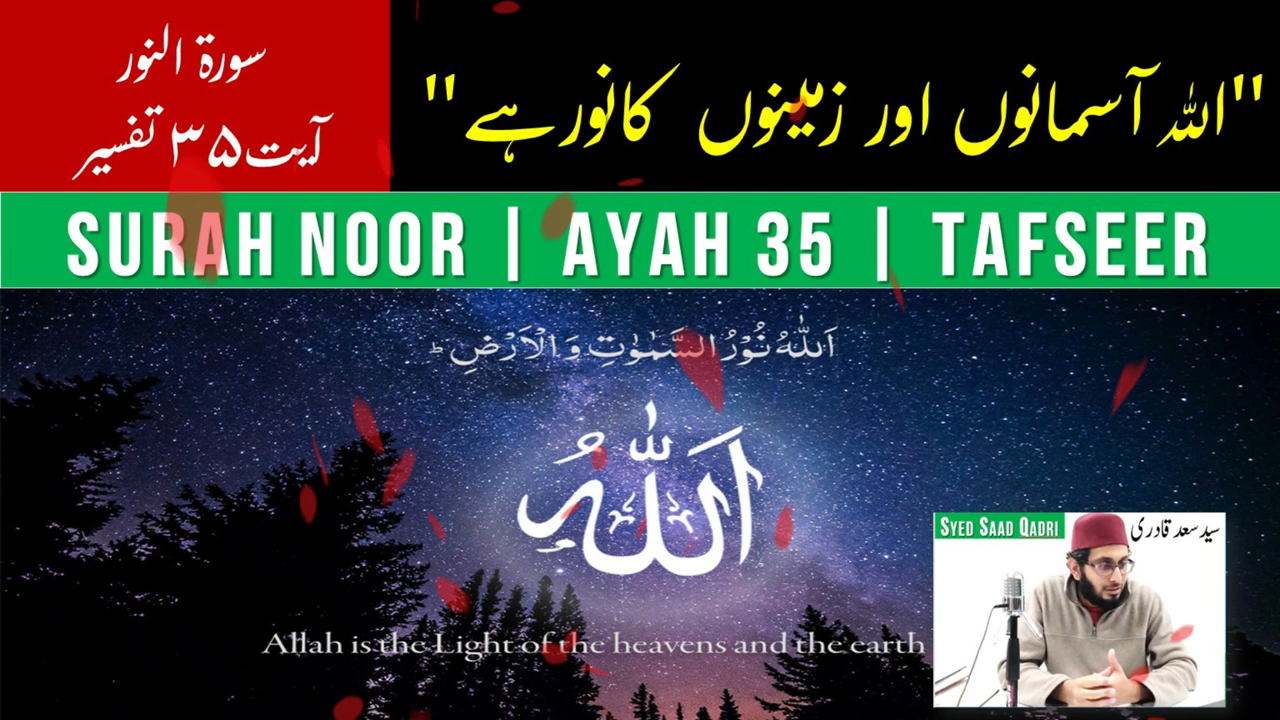 سورۃ النور
آیت ۳۵ تفسیر
"اللہ آسمانوں اور زمینوں کا نور ہے"
SURAH NOOR | AYAH 35 | TAFSEER
اَللّٰهُ نُوْرُ السَّمٰوٰتِ وَالْاَرْضِ ؕ
اَللّٰهُ
Allah is the Light of the heavens and the earth
SYED SAAD QADRI
سید سعد قادری